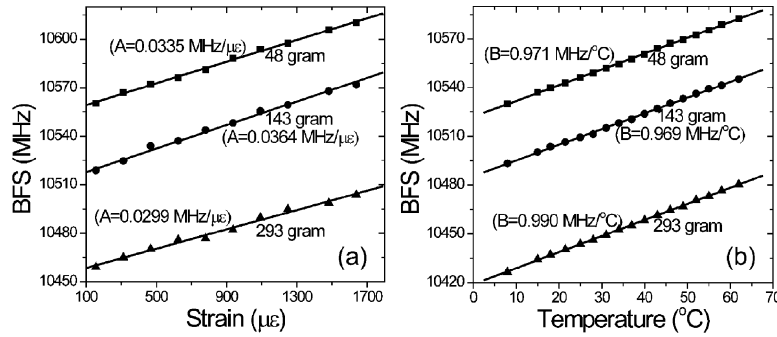 10600
10570
10540
10510
10480
10450
BFS (MHz)
(A=0.0335 MHz/με)
48 gram
143 gram
(A=0.0364 MHz/με)
(A=0.0299 MHz/με)
293 gram
(a)
100 500 900 1300 1700
Strain (με)
10570
10540
10510
10480
10450
10420
BFS (MHz)
(B=0.971 MHz/°C)
48 gram
143 gram
(B=0.969 MHz/°C)
(B=0.990 MHz/°C)
293 gram
(b)
0 10 20 30 40 50 60 70
Temperature (°C)